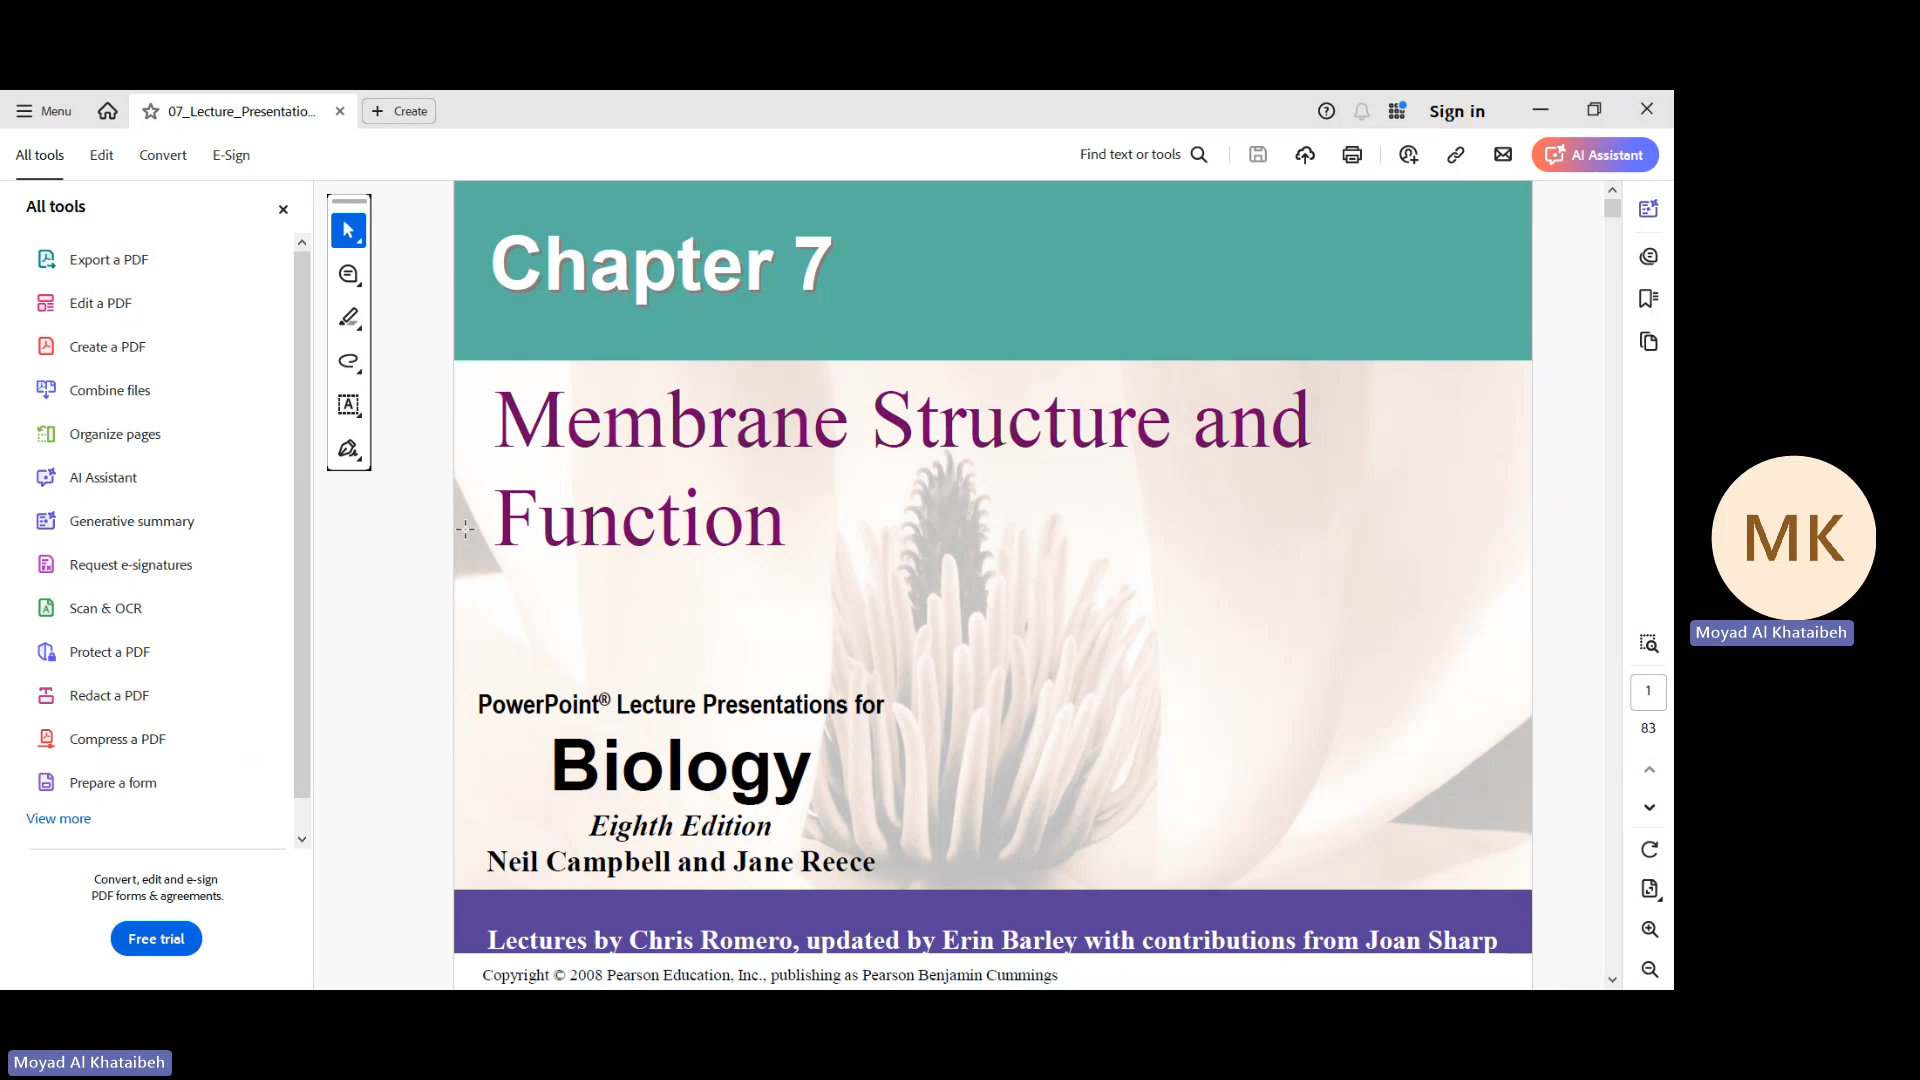 Menu
07_Lecture_Presentatio...
Create
Sign in
All tools
Edit
Convert
E-Sign
Find text or tools
AI Assistant
All tools
Export a PDF
Edit a PDF
Create a PDF
Combine files
Organize pages
AI Assistant
Generative summary
Request e-signatures
Scan & OCR
Protect a PDF
Redact a PDF
Compress a PDF
Prepare a form
View more
Convert, edit and e-sign
PDF forms & agreements.
Free trial
Chapter 7
Membrane Structure and
Function
PowerPoint® Lecture Presentations for
Biology
Eighth Edition
Neil Campbell and Jane Reece
Lectures by Chris Romero, updated by Erin Barley with contributions from Joan Sharp
Copyright © 2008 Pearson Education, Inc., publishing as Pearson Benjamin Cummings
1
83
MK
Moyad Al Khataibeh
Moyad Al Khataibeh